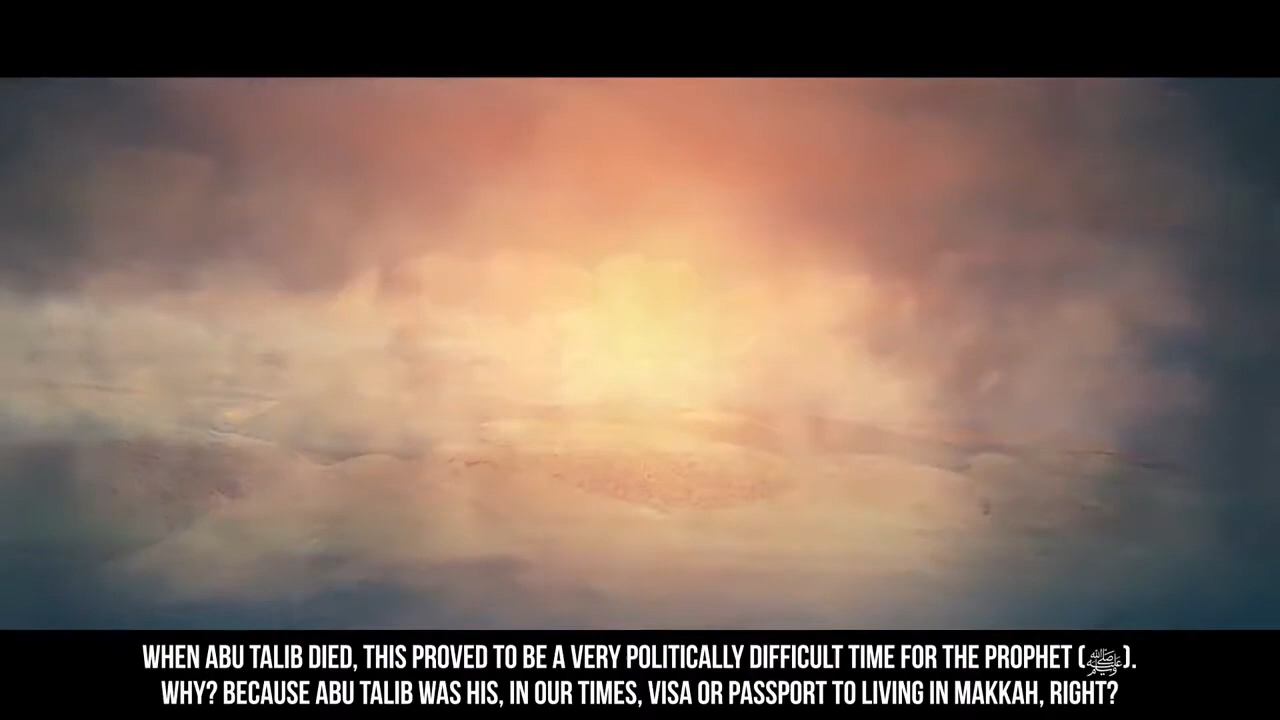 WHEN ABU TALIB DIED, THIS PROVED TO BE A VERY POLITICALLY DIFFICULT TIME FOR THE PROPHET (ﷺ).
WHY? BECAUSE ABU TALIB WAS HIS, IN OUR TIMES, VISA OR PASSPORT TO LIVING IN MAKKAH, RIGHT?